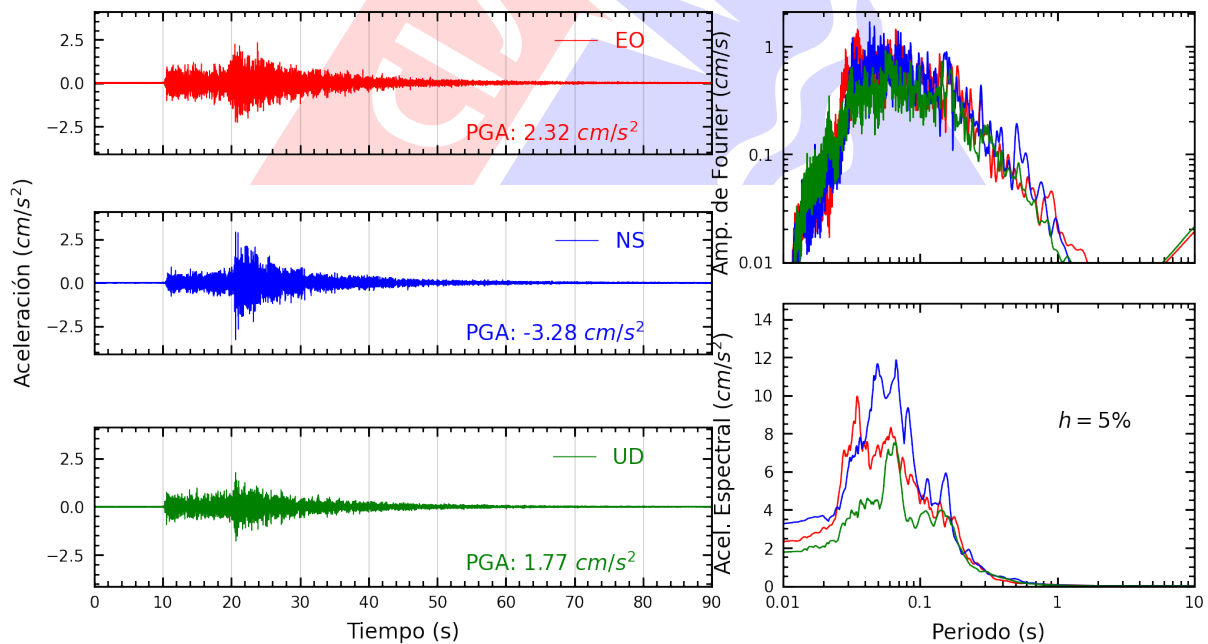 Aceleración (cm/s²)
2.5
0.0
−2.5
EO
PGA: 2.32 cm/s²
2.5
0.0
−2.5
NS
PGA: -3.28 cm/s²
2.5
0.0
−2.5
UD
PGA: 1.77 cm/s²
0 10 20 30 40 50 60 70 80 90
Tiempo (s)
Amp. de Fourier (cm/s)
1
0.1
0.01
Acel. Espectral (cm/s²)
14
12
10
8
6
4
2
0
h = 5%
0.01 0.1 1 10
Periodo (s)